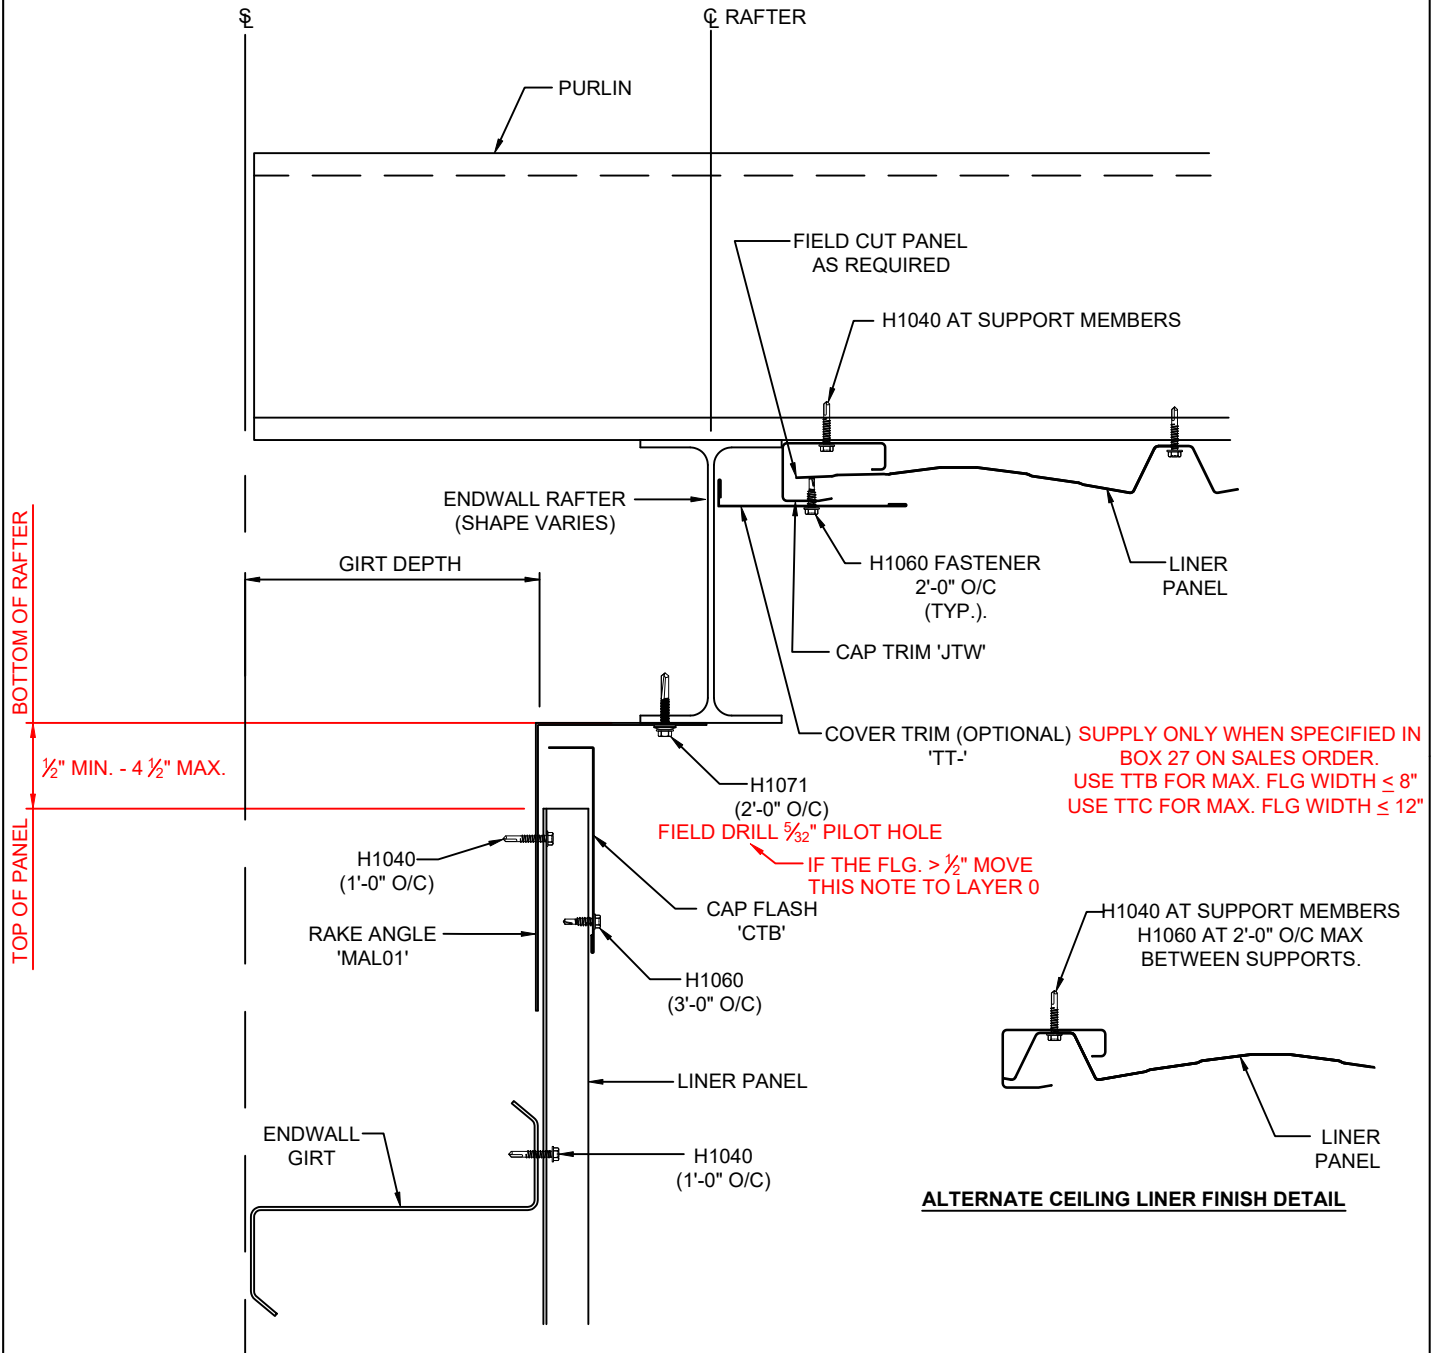 ℄ RAFTER
PURLIN
FIELD CUT PANEL
AS REQUIRED
H1040 AT SUPPORT MEMBERS
ENDWALL RAFTER
(SHAPE VARIES)
GIRT DEPTH
H1060 FASTENER
2'-0" O/C
(TYP.).
LINER
PANEL
CAP TRIM 'JTW'
BOTTOM OF RAFTER
½" MIN. - 4 ½" MAX.
TOP OF PANEL
COVER TRIM (OPTIONAL)
'TT-'
SUPPLY ONLY WHEN SPECIFIED IN
BOX 27 ON SALES ORDER.
USE TTB FOR MAX. FLG WIDTH ≤ 8"
USE TTC FOR MAX. FLG WIDTH ≤ 12"
H1071
(2'-0" O/C)
FIELD DRILL 5⁄32" PILOT HOLE
IF THE FLG. > ½" MOVE
THIS NOTE TO LAYER 0
H1040
(1'-0" O/C)
CAP FLASH
'CTB'
RAKE ANGLE
'MAL01'
H1060
(3'-0" O/C)
H1040 AT SUPPORT MEMBERS
H1060 AT 2'-0" O/C MAX
BETWEEN SUPPORTS.
LINER PANEL
ENDWALL
GIRT
H1040
(1'-0" O/C)
LINER
PANEL
ALTERNATE CEILING LINER FINISH DETAIL